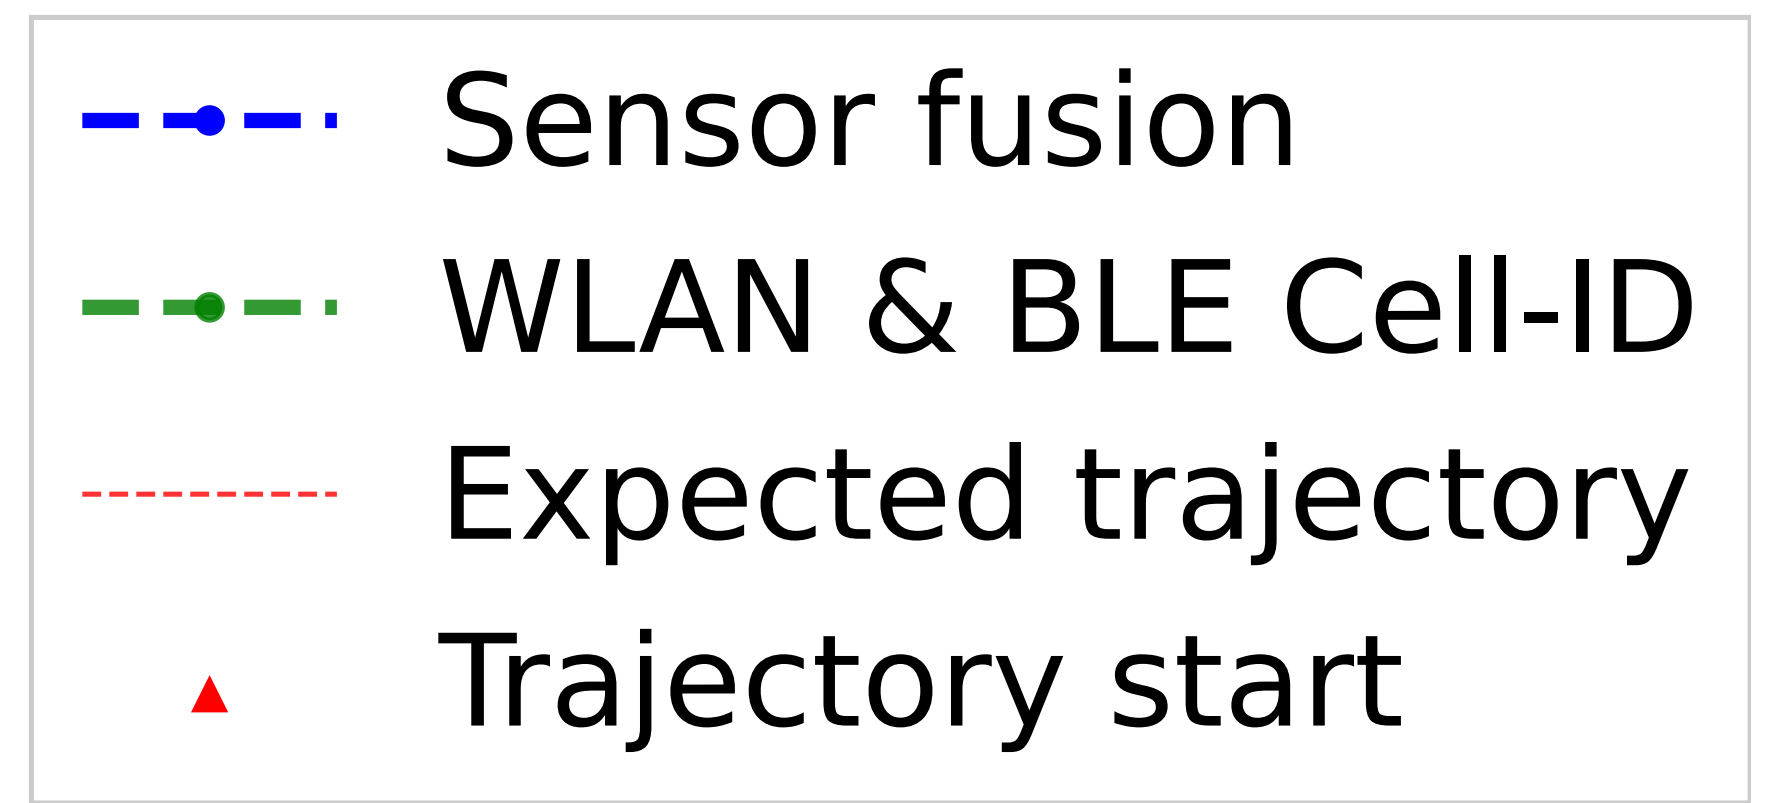 Sensor fusion
WLAN & BLE Cell-ID
Expected trajectory
Trajectory start